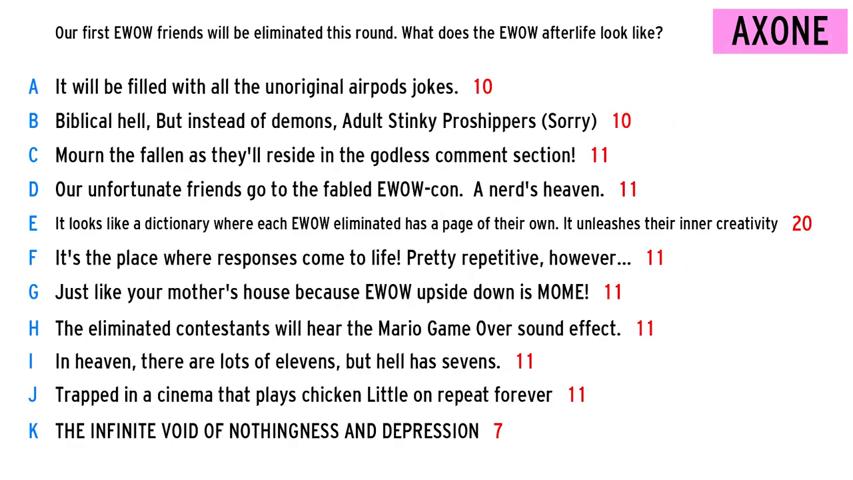 Our first EWOW friends will be eliminated this round. What does the EWOW afterlife look like?
AXONE
A It will be filled with all the unoriginal airpods jokes. 10
B Biblical hell, But instead of demons, Adult Stinky Proshippers (Sorry) 10
C Mourn the fallen as they'll reside in the godless comment section! 11
D Our unfortunate friends go to the fabled EWOW-con. A nerd's heaven. 11
E It looks like a dictionary where each EWOW eliminated has a page of their own. It unleashes their inner creativity 20
F It's the place where responses come to life! Pretty repetitive, however... 11
G Just like your mother's house because EWOW upside down is MOME! 11
H The eliminated contestants will hear the Mario Game Over sound effect. 11
I In heaven, there are lots of elevens, but hell has sevens. 11
J Trapped in a cinema that plays chicken Little on repeat forever 11
K THE INFINITE VOID OF NOTHINGNESS AND DEPRESSION 7